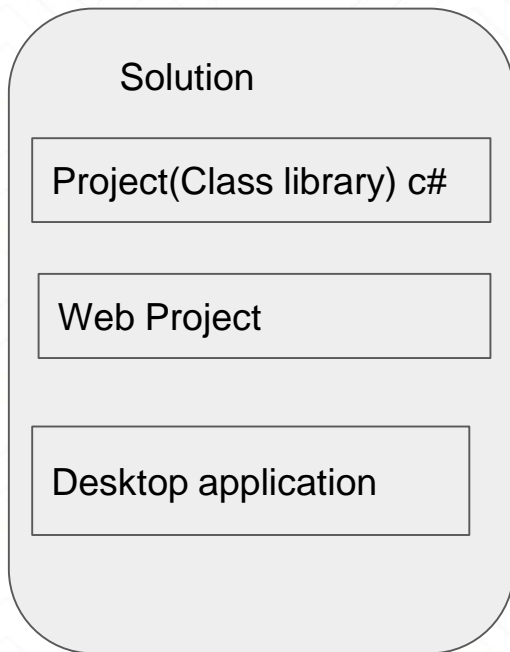 Solution
Project(Class library) c#
Web Project
Desktop application